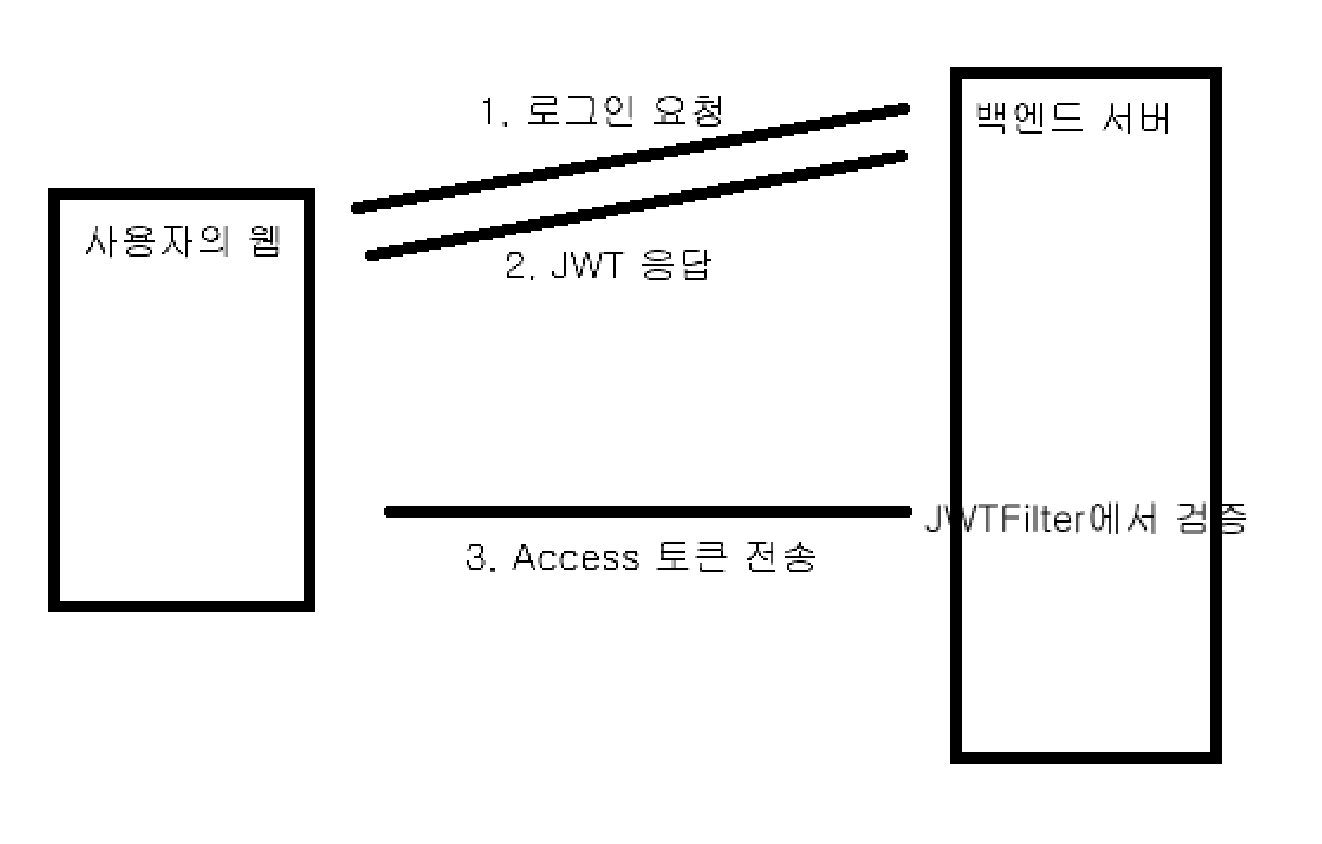 1. 로그인 요청
백엔드 서버
사용자의 웹
2. JWT 응답
JWTFilter에서 검증
3. Access 토큰 전송